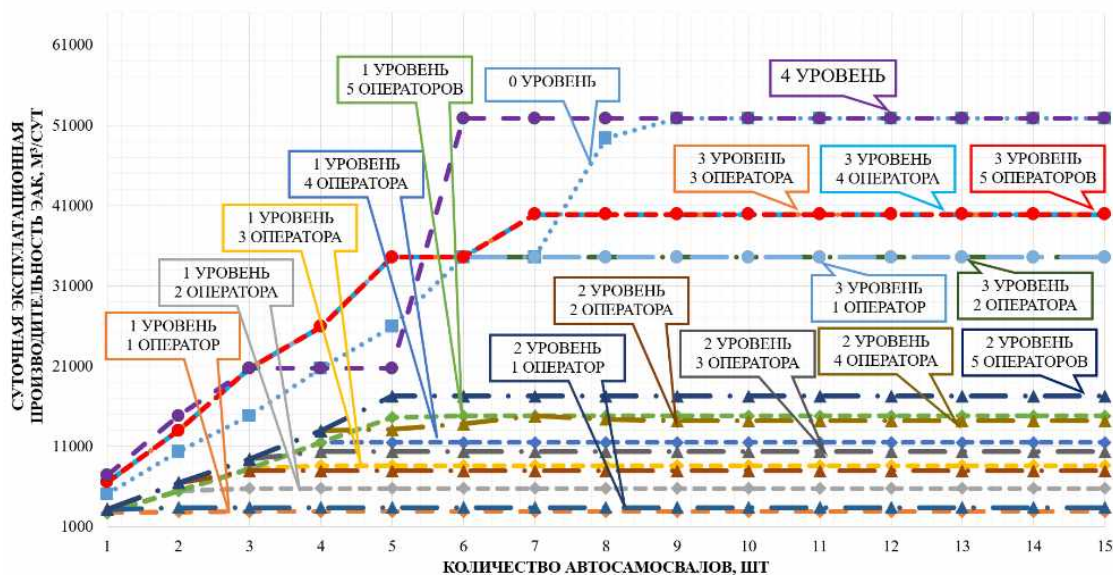 СУТОЧНАЯ ЭКСПУЛАТАЦИОННАЯ
ПРОИЗВОДИТЕЛЬНОСТЬ ЭАК, М³/СУТ
61000
51000
41000
31000
21000
11000
1000
1 УРОВЕНЬ
5 ОПЕРАТОРОВ
0 УРОВЕНЬ
4 УРОВЕНЬ
1 УРОВЕНЬ
4 ОПЕРАТОРА
3 УРОВЕНЬ
3 ОПЕРАТОРА
3 УРОВЕНЬ
4 ОПЕРАТОРА
3 УРОВЕНЬ
5 ОПЕРАТОРОВ
1 УРОВЕНЬ
3 ОПЕРАТОРА
1 УРОВЕНЬ
2 ОПЕРАТОРА
2 УРОВЕНЬ
2 ОПЕРАТОРА
3 УРОВЕНЬ
1 ОПЕРАТОР
3 УРОВЕНЬ
2 ОПЕРАТОРА
1 УРОВЕНЬ
1 ОПЕРАТОР
2 УРОВЕНЬ
1 ОПЕРАТОР
2 УРОВЕНЬ
3 ОПЕРАТОРА
2 УРОВЕНЬ
4 ОПЕРАТОРА
2 УРОВЕНЬ
5 ОПЕРАТОРОВ
1 2 3 4 5 6 7 8 9 10 11 12 13 14 15
КОЛИЧЕСТВО АВТОСАМОСВАЛОВ, ШТ